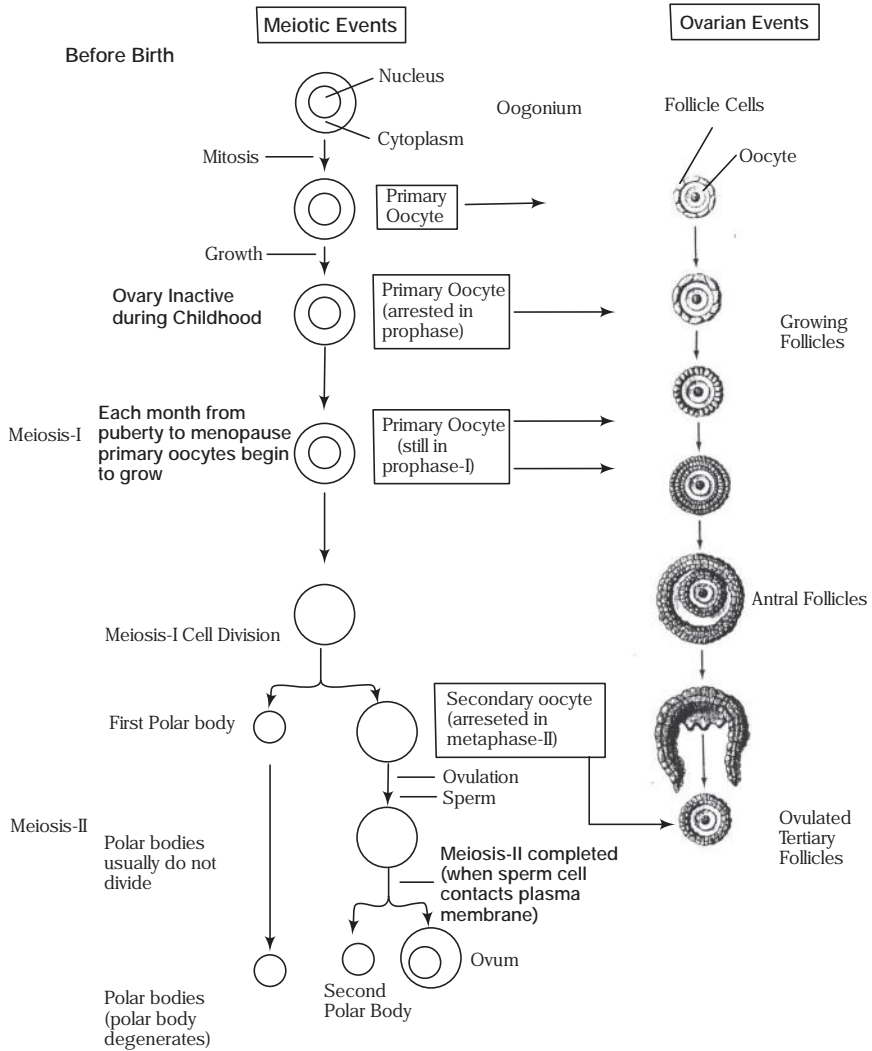 Meiotic Events
Ovarian Events
Before Birth
Nucleus
Cytoplasm
Oogonium
Follicle Cells
Oocyte
Mitosis
Primary
Oocyte
Growth
Ovary Inactive
during Childhood
Primary Oocyte
(arrested in
prophase)
Growing
Follicles
Meiosis-I
Each month from
puberty to menopause
primary oocytes begin
to grow
Primary Oocyte
(still in
prophase-I)
Antral Follicles
Meiosis-I Cell Division
First Polar body
Secondary oocyte
(arreseted in
metaphase-II)
Ovulation
Sperm
Meiosis-II
Polar bodies
usually do not
divide
Meiosis-II completed
(when sperm cell
contacts plasma
membrane)
Ovulated
Tertiary
Follicles
Ovum
Second
Polar Body
Polar bodies
(polar body
degenerates)